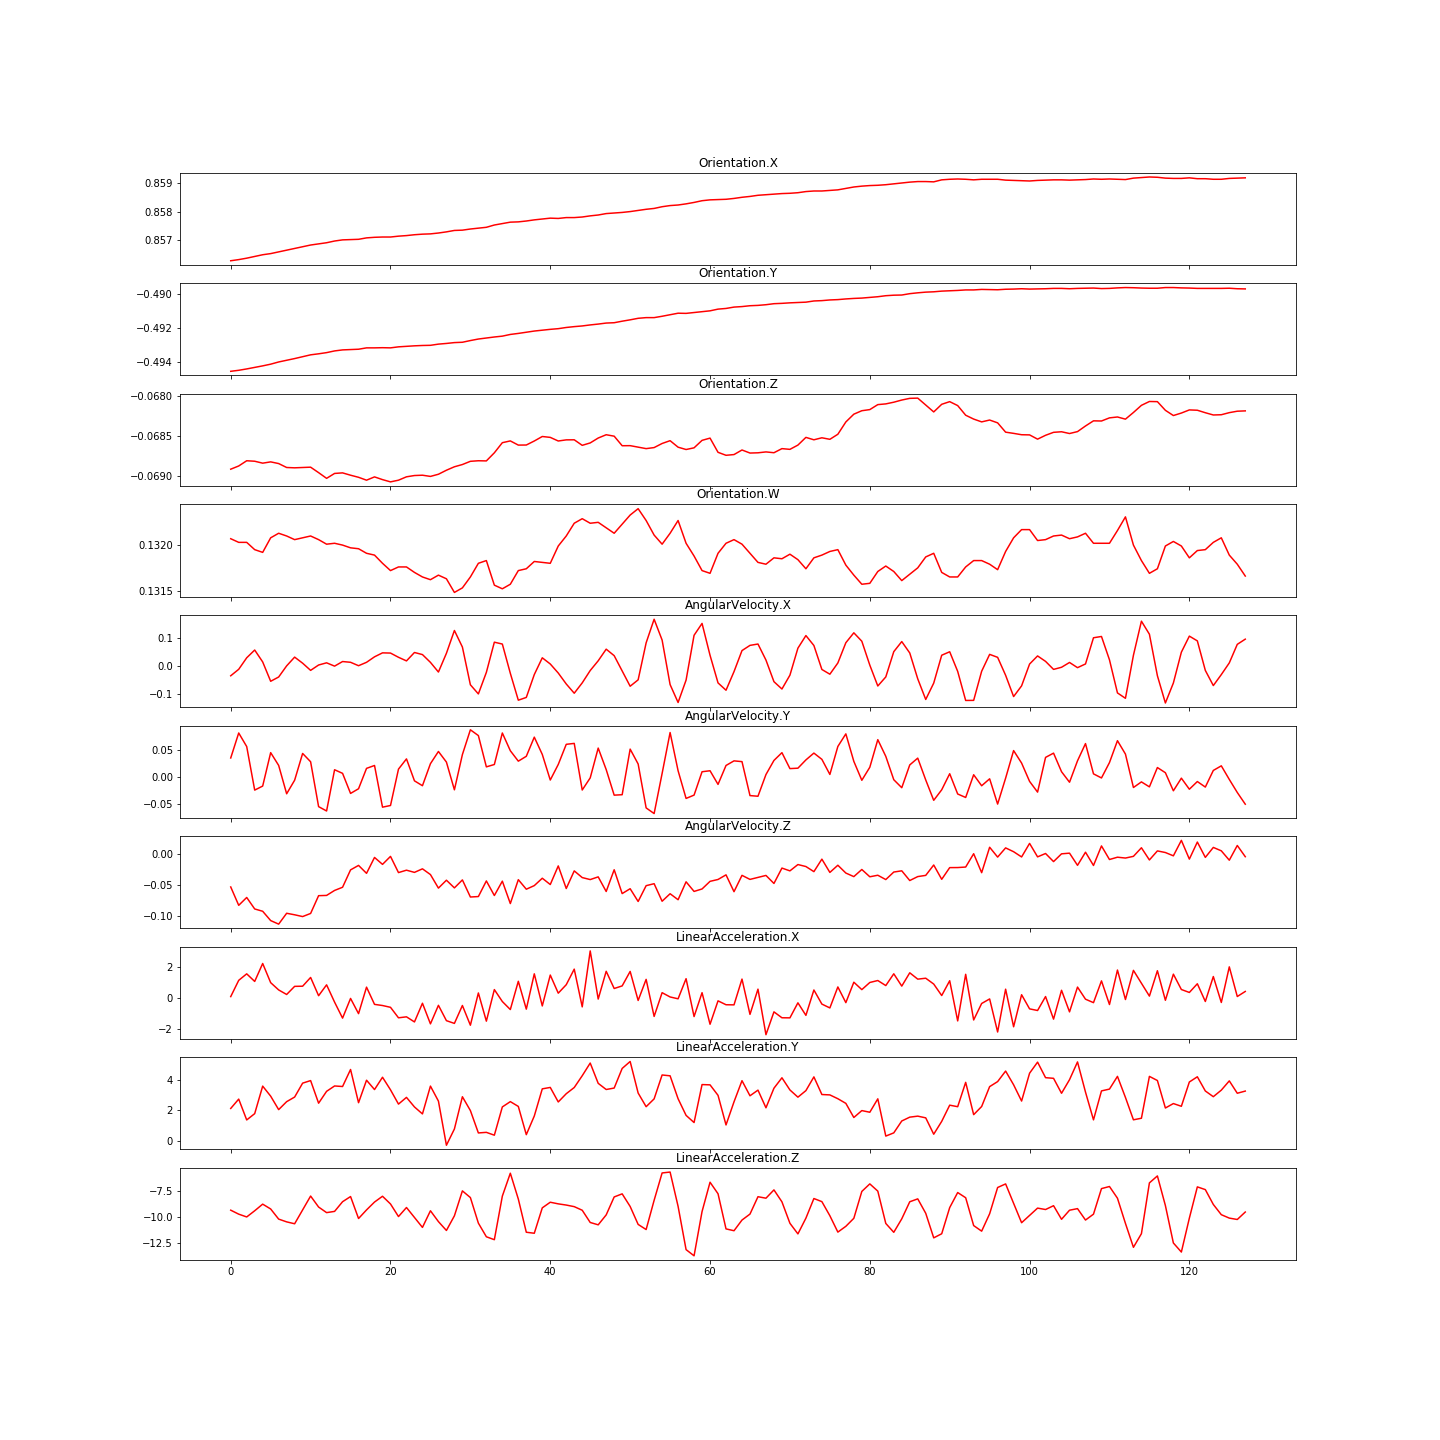 Orientation.X
0.859
0.858
0.857
Orientation.Y
−0.490
−0.492
−0.494
Orientation.Z
−0.0680
−0.0685
−0.0690
Orientation.W
0.1320
0.1315
AngularVelocity.X
0.1
0.0
−0.1
AngularVelocity.Y
0.05
0.00
−0.05
AngularVelocity.Z
0.00
−0.05
−0.10
LinearAcceleration.X
2
0
−2
LinearAcceleration.Y
4
2
0
LinearAcceleration.Z
−7.5
−10.0
−12.5
0 20 40 60 80 100 120